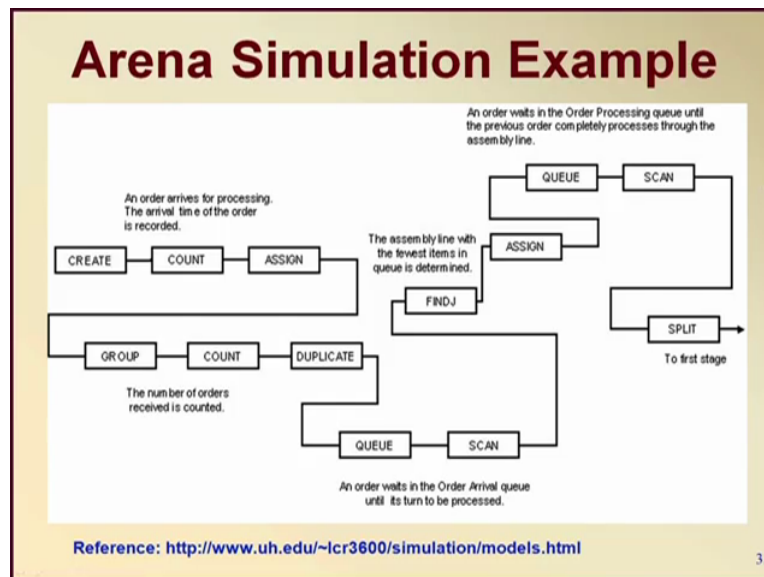 Arena Simulation Example
An order waits in the Order Processing queue until
the previous order completely processes through the
assembly line.
QUEUE
SCAN
An order arrives for processing.
The arrival time of the order
is recorded.
CREATE
COUNT
ASSIGN
The assembly line with
the fewest items in
queue is determined.
ASSIGN
FINDJ
SPLIT
To first stage
GROUP
COUNT
DUPLICATE
The number of orders
received is counted.
QUEUE
SCAN
An order waits in the Order Arrival queue
until its turn to be processed.
Reference: http://www.uh.edu/~lcr3600/simulation/models.html
3